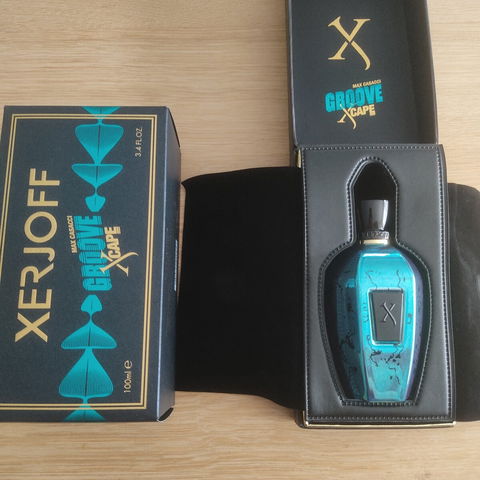 XERJOFF
MAX CASACCI
GROOVE
XCAPE
3.4 FL.OZ.
100ml e
X
MAX CASACCI
GROOVE
XCAPE
X